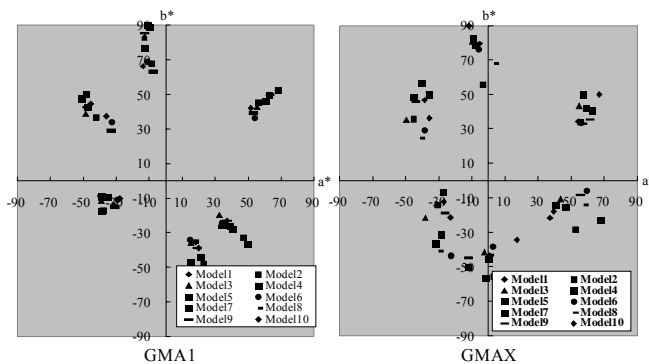 b* b*
90 90
70 70
50 50
30 30
10 10
a* a
-90 -70 -50 -30 -10 10 30 50 70 90 -90 -70 -50 -30 -10 10 30 50 70 90
-10 -10
-30 -30
-50 -50
-70 -70
-90 -90
Model1 Model2 Model1 Model2
Model3 Model4 Model3 Model4
Model5 Model6 Model5 Model6
Model7 Model8 Model7 Model8
Model9 Model10 Model9 Model10
GMA1 GMAX